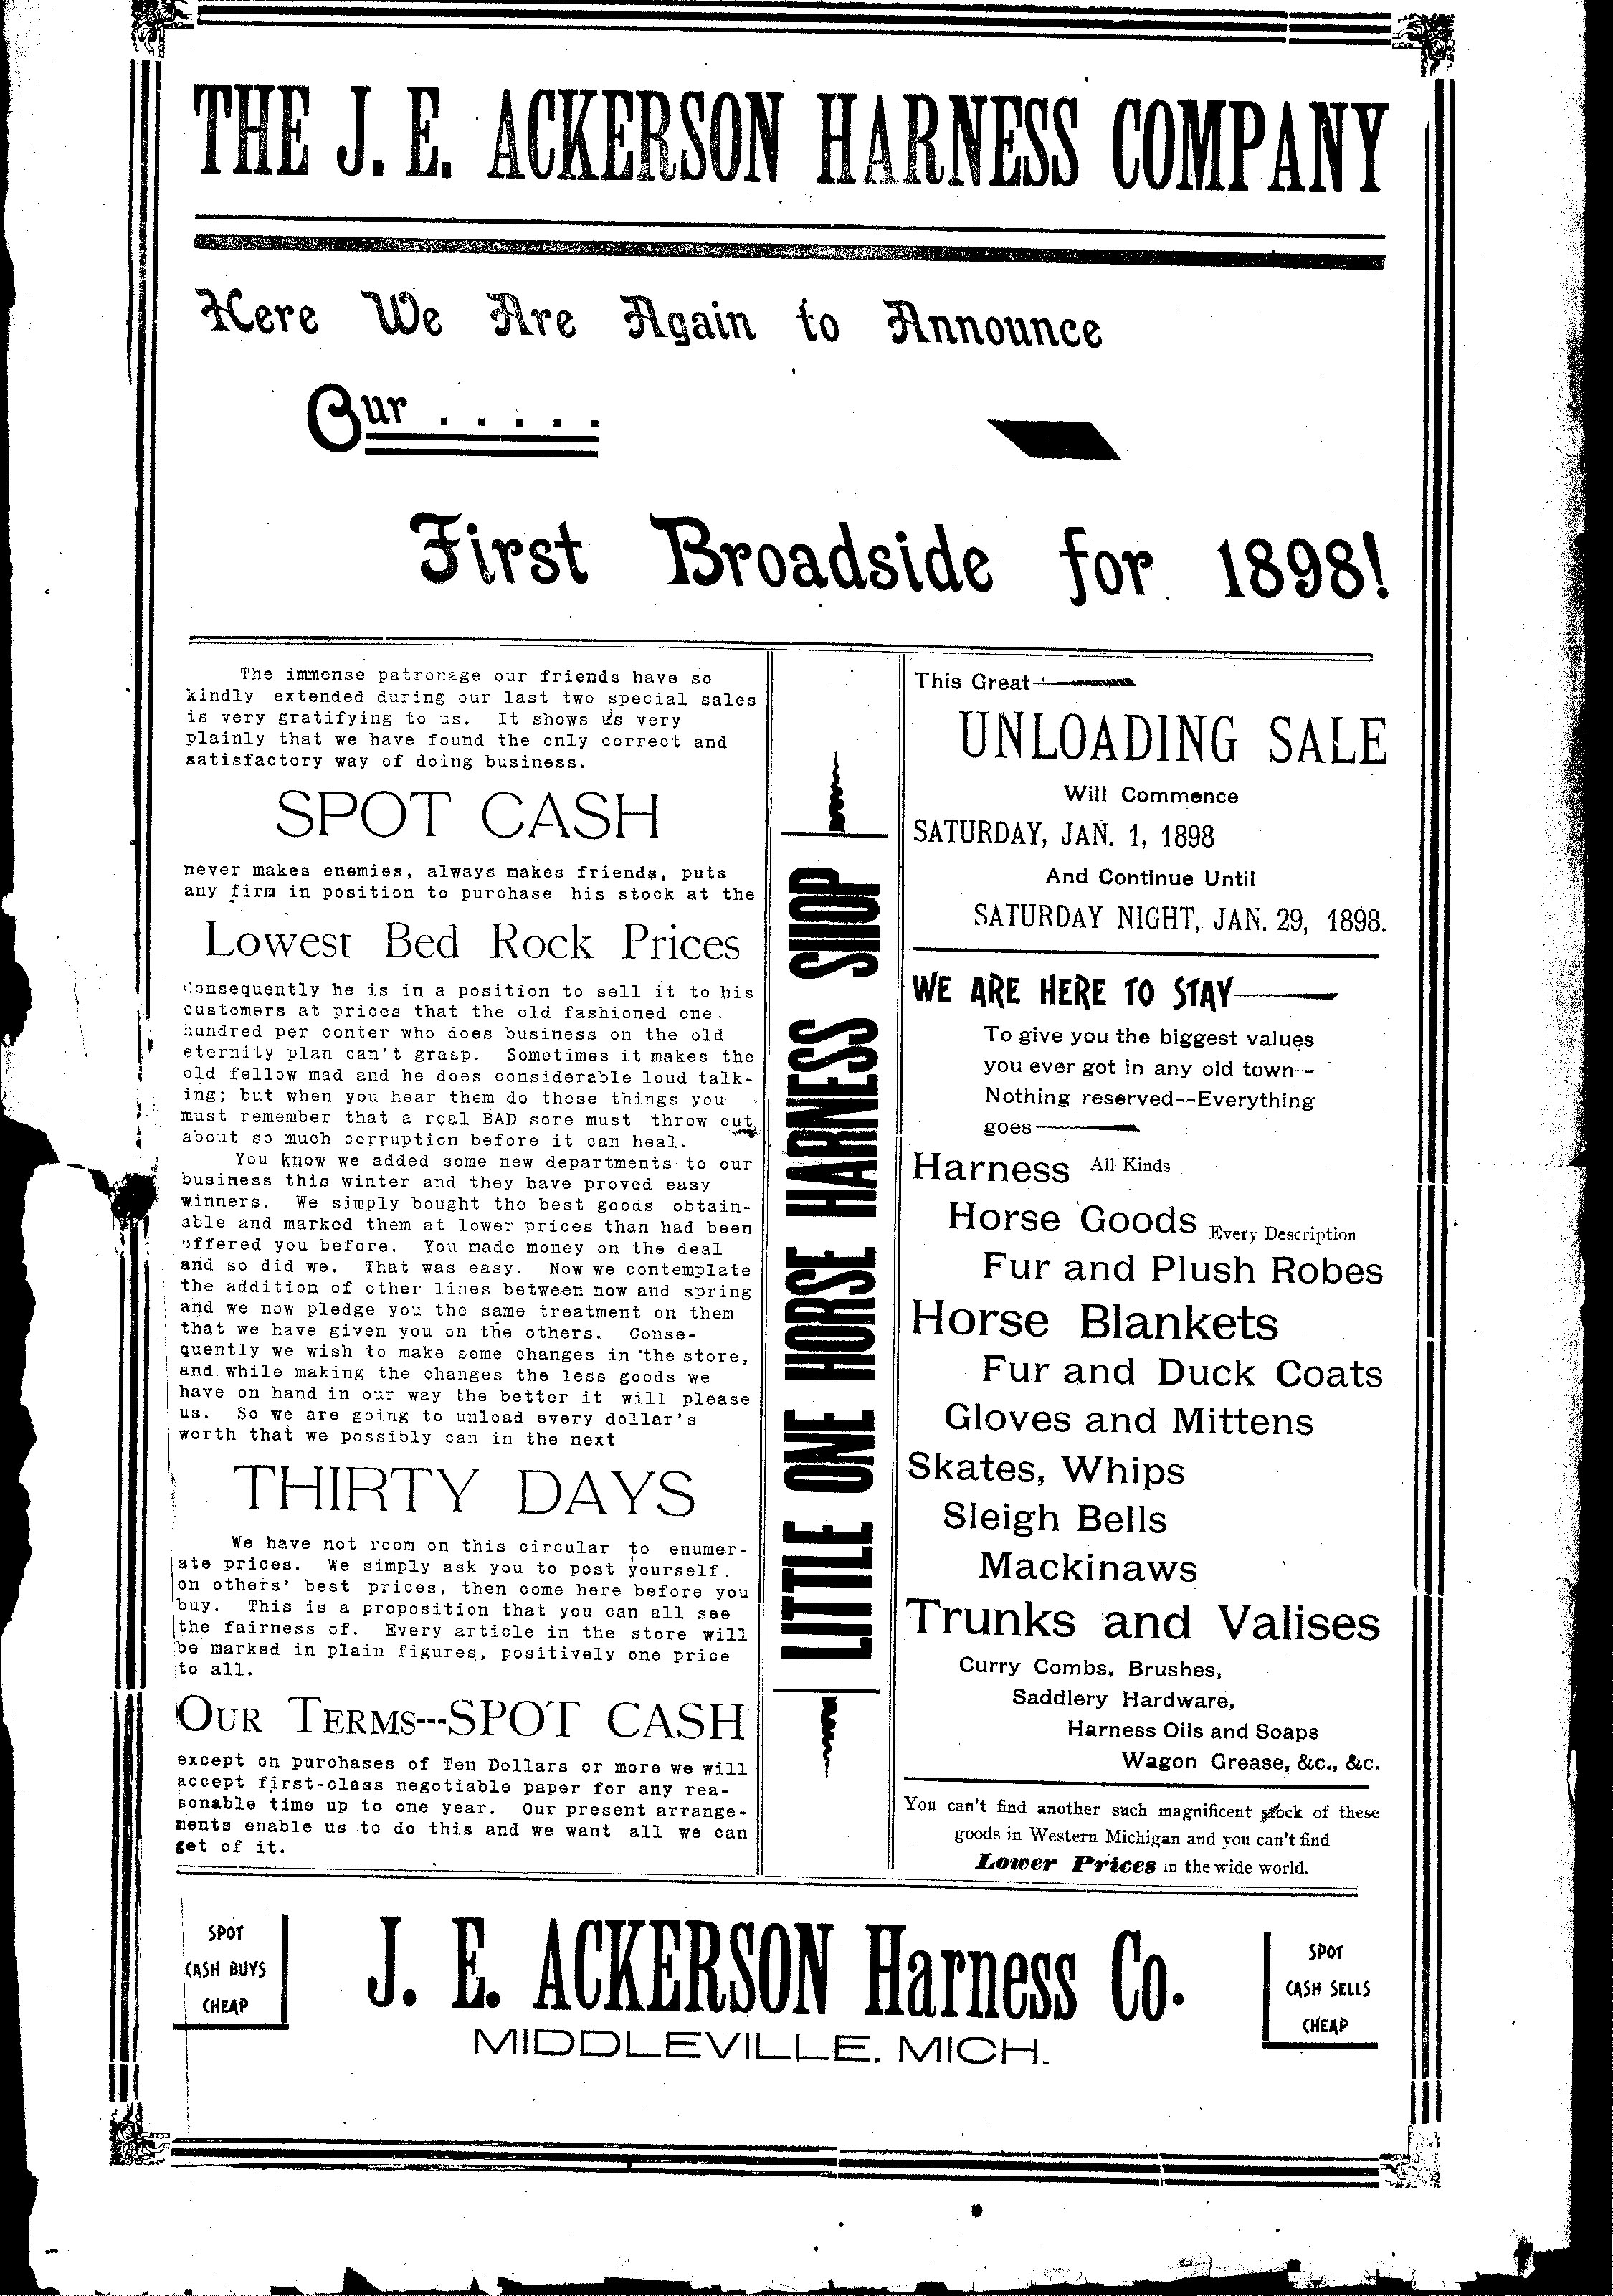 THE J. E. ACKERSON HARNESS COMPANY
Here We Are Again to Announce
Our . . . . .
First Broadside for 1898!
The immense patronage our friends have so
kindly extended during our last two special sales
is very gratifying to us. It shows us very
plainly that we have found the only correct and
satisfactory way of doing business.
SPOT CASH
never makes enemies, always makes friends, puts
any firm in position to purchase his stock at the
Lowest Bed Rock Prices
Consequently he is in a position to sell it to his
customers at prices that the old fashioned one.
hundred per center who does business on the old
eternity plan can't grasp. Sometimes it makes the
old fellow mad and he does considerable loud talk-
ing; but when you hear them do these things you
must remember that a real BAD sore must throw out
about so much corruption before it can heal.
You know we added some new departments to our
business this winter and they have proved easy
winners. We simply bought the best goods obtain-
able and marked them at lower prices than had been
offered you before. You made money on the deal
and so did we. That was easy. Now we contemplate
the addition of other lines between now and spring
and we now pledge you the same treatment on them
that we have given you on the others. Conse-
quently we wish to make some changes in the store,
and while making the changes the less goods we
have on hand in our way the better it will please
us. So we are going to unload every dollar's
worth that we possibly can in the next
THIRTY DAYS
We have not room on this circular to enumer-
ate prices. We simply ask you to post yourself.
on others' best prices, then come here before you
buy. This is a proposition that you can all see
the fairness of. Every article in the store will
be marked in plain figures, positively one price
to all.
OUR TERMS---SPOT CASH
except on purchases of Ten Dollars or more we will
accept first-class negotiable paper for any rea-
sonable time up to one year. Our present arrange-
ments enable us to do this and we want all we can
get of it.
LITTLE ONE HORSE HARNESS SHOP
This Great
UNLOADING SALE
Will Commence
SATURDAY, JAN. 1, 1898
And Continue Until
SATURDAY NIGHT, JAN. 29, 1898.
WE ARE HERE TO STAY
To give you the biggest values
you ever got in any old town--
Nothing reserved--Everything
goes
Harness All Kinds
Horse Goods Every Description
Fur and Plush Robes
Horse Blankets
Fur and Duck Coats
Gloves and Mittens
Skates, Whips
Sleigh Bells
Mackinaws
Trunks and Valises
Curry Combs, Brushes,
Saddlery Hardware,
Harness Oils and Soaps
Wagon Grease, &c., &c.
You can't find another such magnificent stock of these
goods in Western Michigan and you can't find
Lower Prices in the wide world.
SPOT
CASH BUYS
CHEAP
J. E. ACKERSON Harness Co.
MIDDLEVILLE, MICH.
SPOT
CASH SELLS
CHEAP